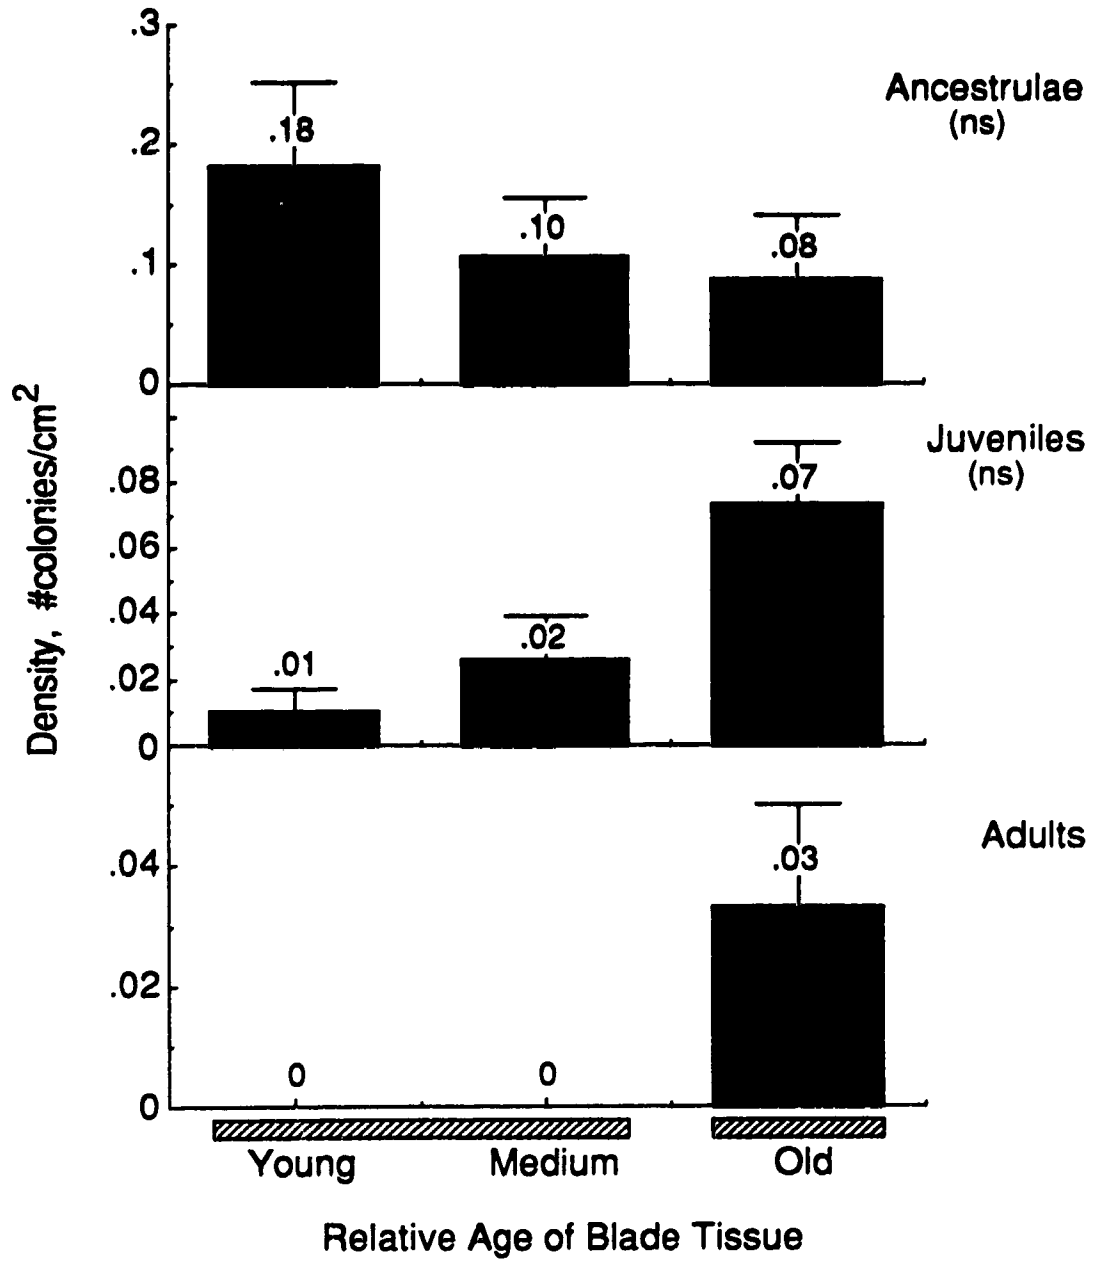 .3
Ancestrulae
(ns)
.18
.2
.10
.08
.1
0
Juveniles
(ns)
.07
.08
.06
.04
.02
.01
.02
0
Adults
.03
.04
.02
0
0
0
Young Medium Old
Relative Age of Blade Tissue
Density, #colonies/cm²